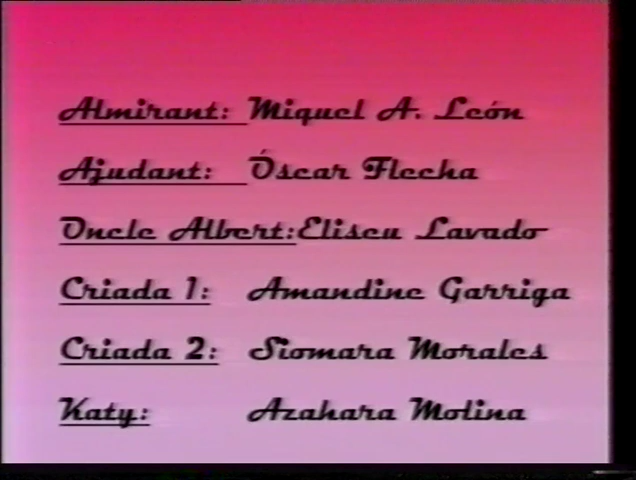 Almirant: Miquel A. León
Ajudant: Óscar Flecha
Oncle Albert: Eliseu Lavado
Criada 1: Amandine Garriga
Criada 2: Siomara Morales
Katy: Azahara Molina